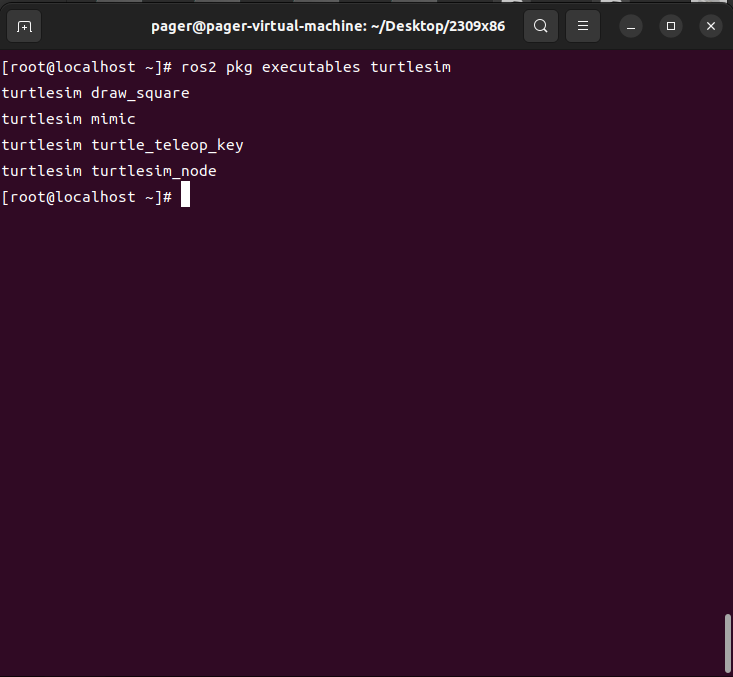 pager@pager-virtual-machine: ~/Desktop/2309x86
[root@localhost ~]# ros2 pkg executables turtlesim
turtlesim draw_square
turtlesim mimic
turtlesim turtle_teleop_key
turtlesim turtlesim_node
[root@localhost ~]#